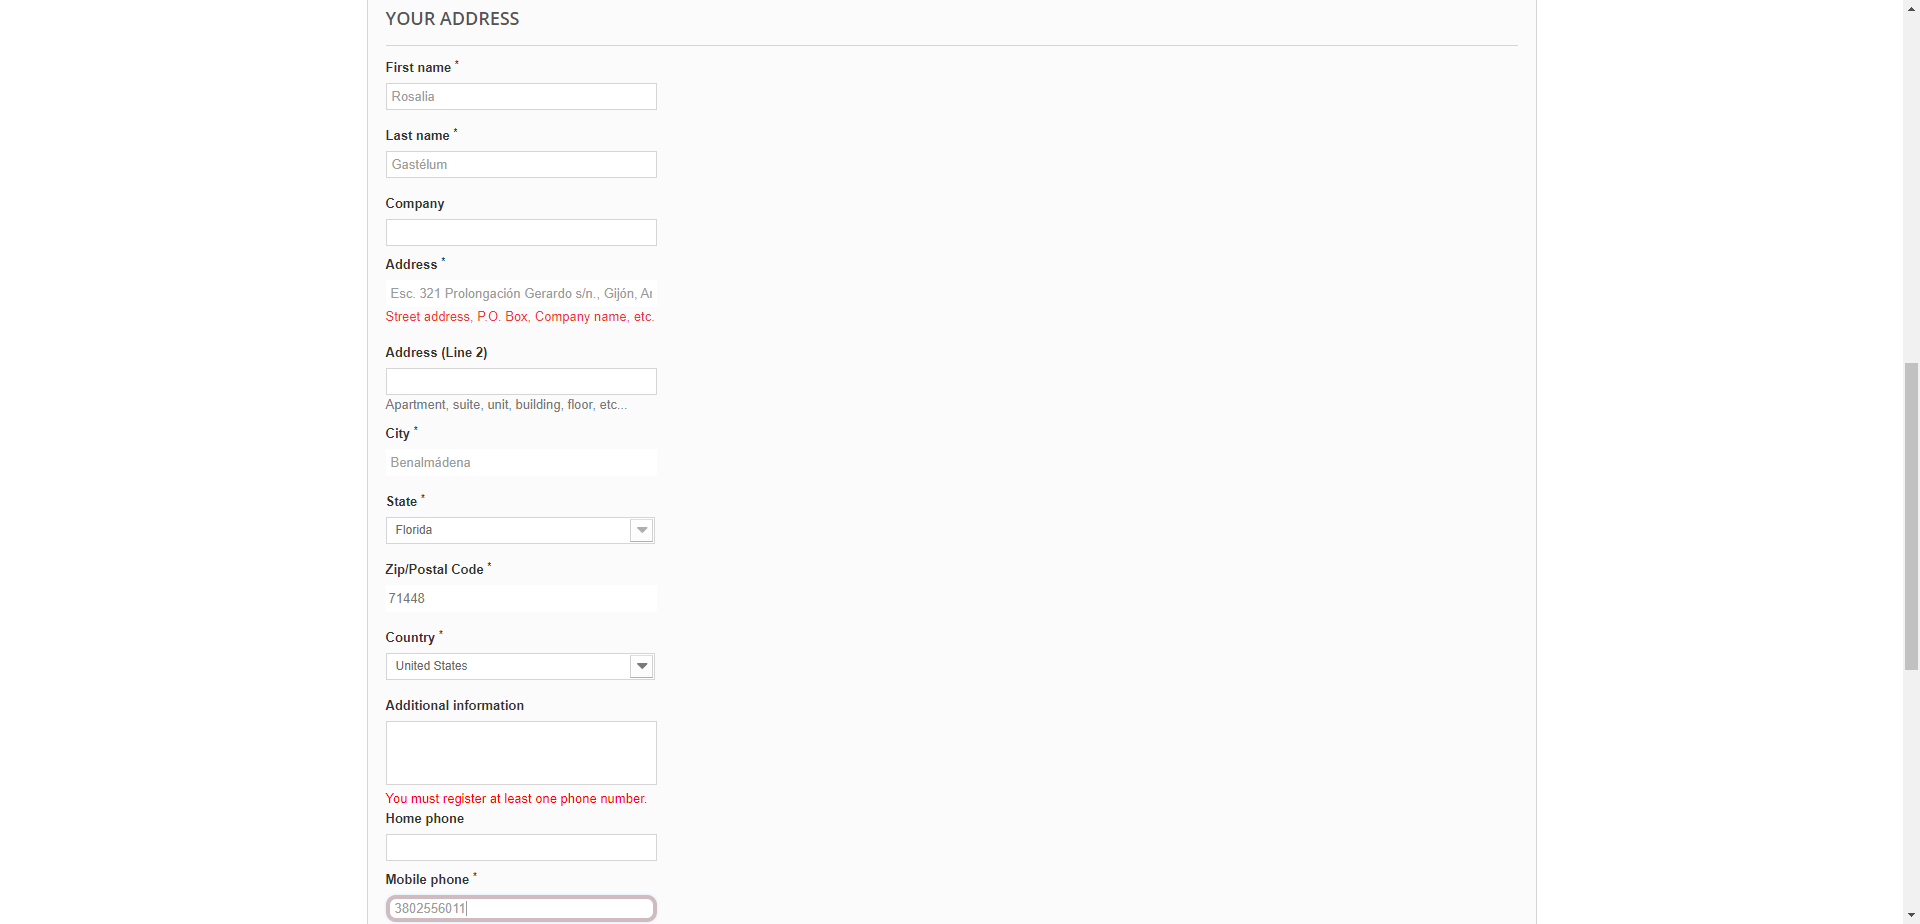 YOUR ADDRESS
First name *
Rosalia
Last name *
Gastélum
Company
Address *
Esc. 321 Prolongación Gerardo s/n., Gijón, Ar
Street address, P.O. Box, Company name, etc.
Address (Line 2)
Apartment, suite, unit, building, floor, etc...
City *
Benalmádena
State *
Florida
Zip/Postal Code *
71448
Country *
United States
Additional information
You must register at least one phone number.
Home phone
Mobile phone *
3802556011